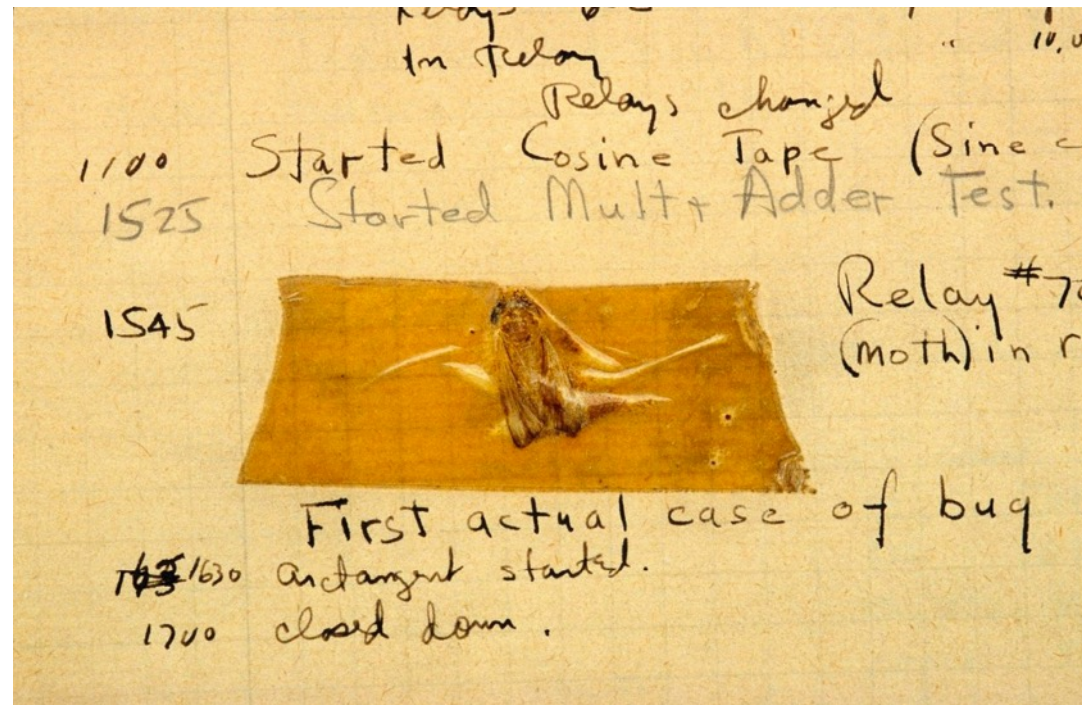 In Relay
Relays changed
1100 Started Cosine Tape (Sine
1525 Started Mult+ Adder Test.
1545 Relay #70
(moth) in
First actual case of bug
1630 arctangent started.
1700 closed down.